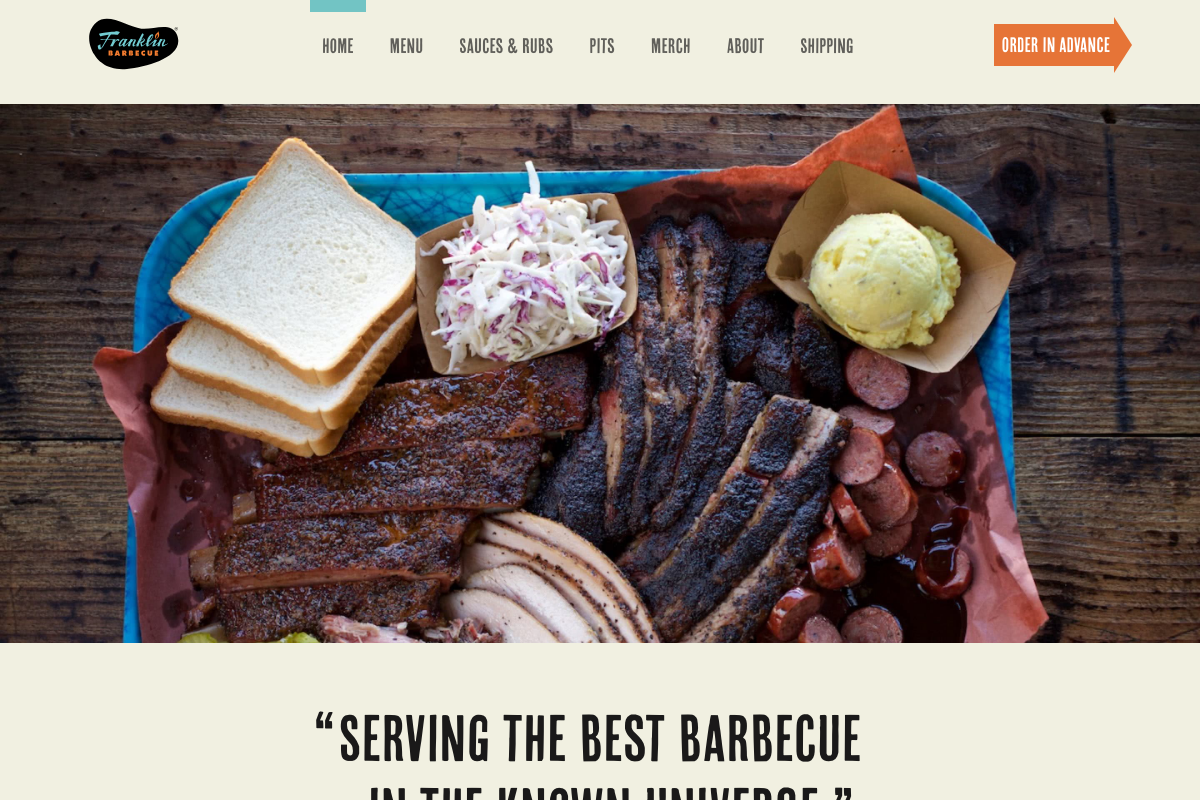 Franklin
BARBECUE
HOME
MENU
SAUCES & RUBS
PITS
MERCH
ABOUT
SHIPPING
ORDER IN ADVANCE
“SERVING THE BEST BARBECUE
IN THE KNOWN UNIVERSE.”